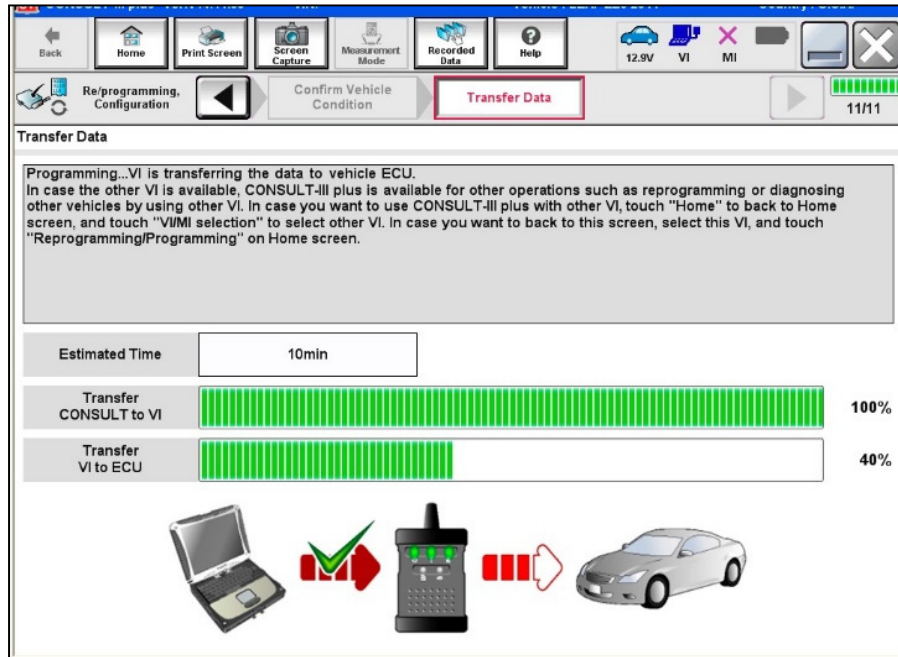 Back
Home
Print Screen
Screen
Capture
Measurement
Mode
Recorded
Data
Help
12.9V
VI
MI
Re/programming,
Configuration
Confirm Vehicle
Condition
Transfer Data
11/11
Transfer Data
Programming...VI is transferring the data to vehicle ECU.
In case the other VI is available, CONSULT-III plus is available for other operations such as reprogramming or diagnosing
other vehicles by using other VI. In case you want to use CONSULT-III plus with other VI, touch "Home" to back to Home
screen, and touch "VI/MI selection" to select other VI. In case you want to back to this screen, select this VI, and touch
"Reprogramming/Programming" on Home screen.
Estimated Time
10min
Transfer
CONSULT to VI
100%
Transfer
VI to ECU
40%